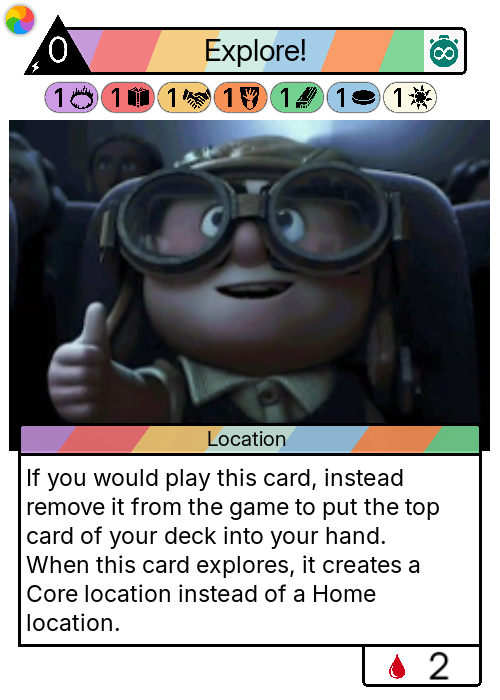 0 Explore!
1 1 1 1 1 1 1
Location
If you would play this card, instead
remove it from the game to put the top
card of your deck into your hand.
When this card explores, it creates a
Core location instead of a Home
location.
2